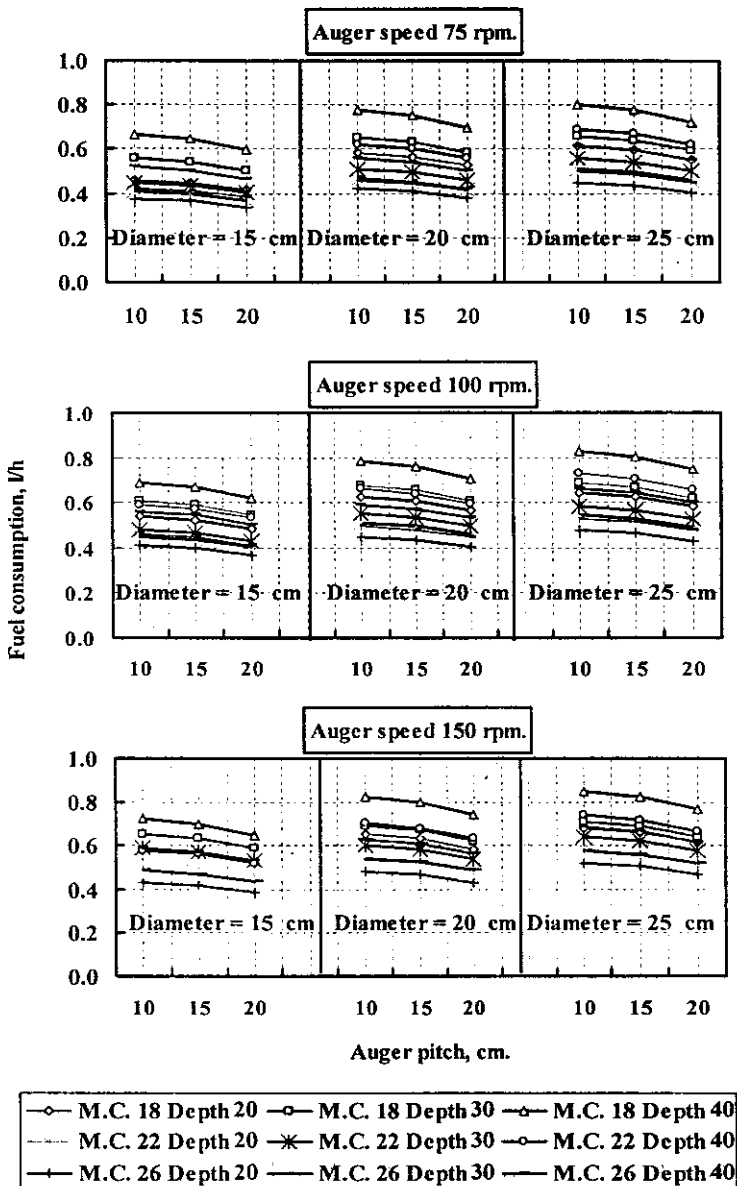 Auger speed 75 rpm.
1.0
0.8
0.6
0.4
0.2
0.0
Diameter = 15 cm
Diameter = 20 cm
Diameter = 25 cm
10 15 20 10 15 20 10 15 20
Auger speed 100 rpm.
1.0
0.8
0.6
0.4
0.2
0.0
Diameter = 15 cm
Diameter = 20 cm
Diameter = 25 cm
10 15 20 10 15 20 10 15 20
Fuel consumption, l/h
Auger speed 150 rpm.
1.0
0.8
0.6
0.4
0.2
0.0
Diameter = 15 cm
Diameter = 20 cm
Diameter = 25 cm
10 15 20 10 15 20 10 15 20
Auger pitch, cm.
M.C. 18 Depth 20 M.C. 18 Depth 30 M.C. 18 Depth 40
M.C. 22 Depth 20 M.C. 22 Depth 30 M.C. 22 Depth 40
M.C. 26 Depth 20 M.C. 26 Depth 30 M.C. 26 Depth 40